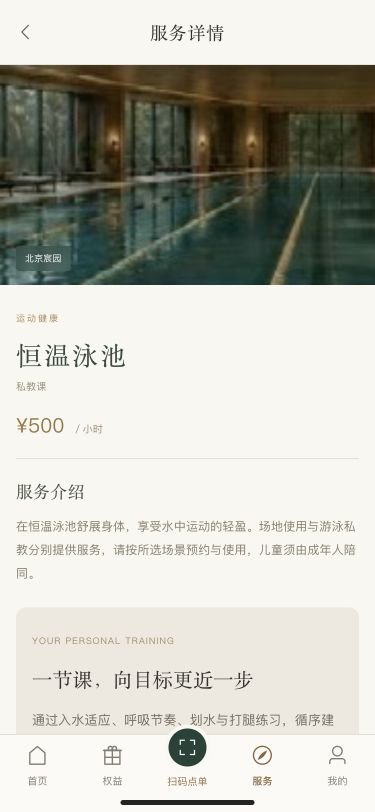 服务详情
北京宸园
运动健康
恒温泳池
私教课
¥500 / 小时
服务介绍
在恒温泳池舒展身体，享受水中运动的轻盈。场地使用与游泳私
教分别提供服务，请按所选场景预约与使用，儿童须由成年人陪
同。
YOUR PERSONAL TRAINING
一节课，向目标更近一步
通过入水适应、呼吸节奏、划水与打腿练习，循序建
首页
权益
扫码点单
服务
我的